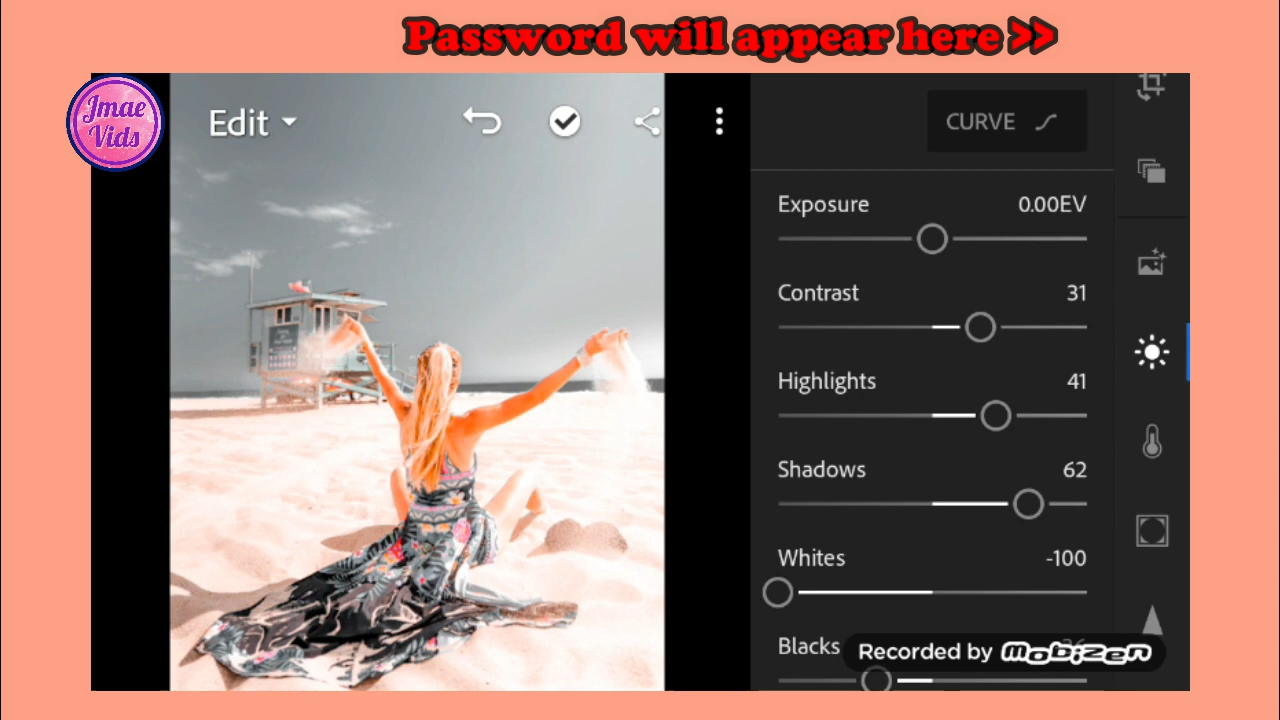 Password will appear here >>
Jmae
Vids
Edit
CURVE
Exposure 0.00EV
Contrast 31
Highlights 41
Shadows 62
Whites -100
Blacks
Recorded by mobizen